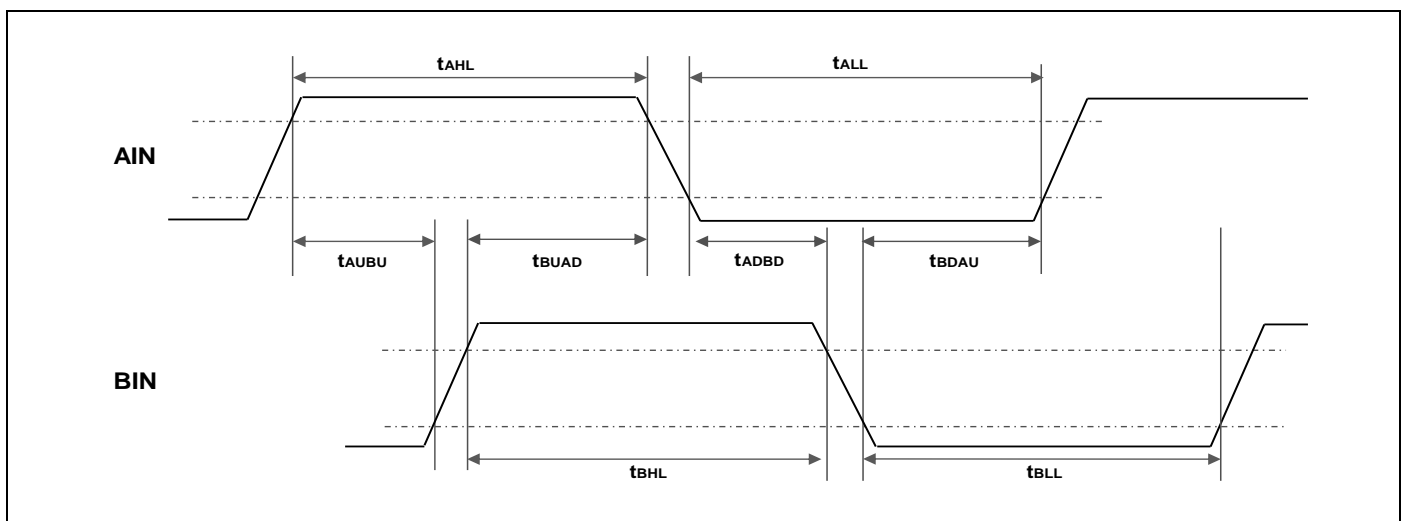 tAHL
tALL
AIN
tAUBU
tBUAD
tADBD
tBDAU
BIN
tBHL
tBLL